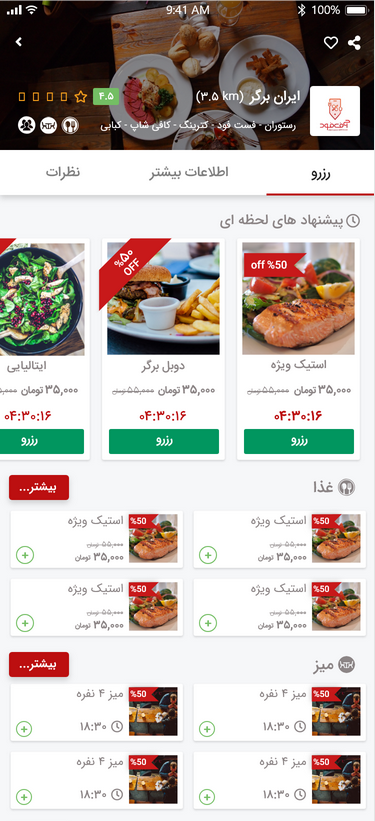 9:41 AM
100%
ایران برگر (۳.۵ km)
۴.۵
رستوران - فست فود - کترینگ - کافی شاپ - کبابی
رزرو
اطلاعات بیشتر
نظرات
پیشنهاد های لحظه ای
off %50
%۵۰
OFF
استیک ویژه
دوبل برگر
ایتالیایی
۳۵,۰۰۰ تومان ۵۵,۰۰۰ تومان
۳۵,۰۰۰ تومان ۵۵,۰۰۰ تومان
۳۵,۰۰۰ تومان
۰۴:۳۰:۱۶
۰۴:۳۰:۱۶
۰۴:۳۰:۱۶
رزرو
رزرو
رزرو
غذا
بیشتر...
%50
استیک ویژه
۵۵,۰۰۰ تومان
۳۵,۰۰۰ تومان
%50
استیک ویژه
۵۵,۰۰۰ تومان
۳۵,۰۰۰ تومان
%50
استیک ویژه
۵۵,۰۰۰ تومان
۳۵,۰۰۰ تومان
%50
استیک ویژه
۵۵,۰۰۰ تومان
۳۵,۰۰۰ تومان
میز
بیشتر...
%50
میز ۴ نفره
۱۸:۳۰
%50
میز ۴ نفره
۱۸:۳۰
%50
میز ۴ نفره
۱۸:۳۰
%50
میز ۴ نفره
۱۸:۳۰